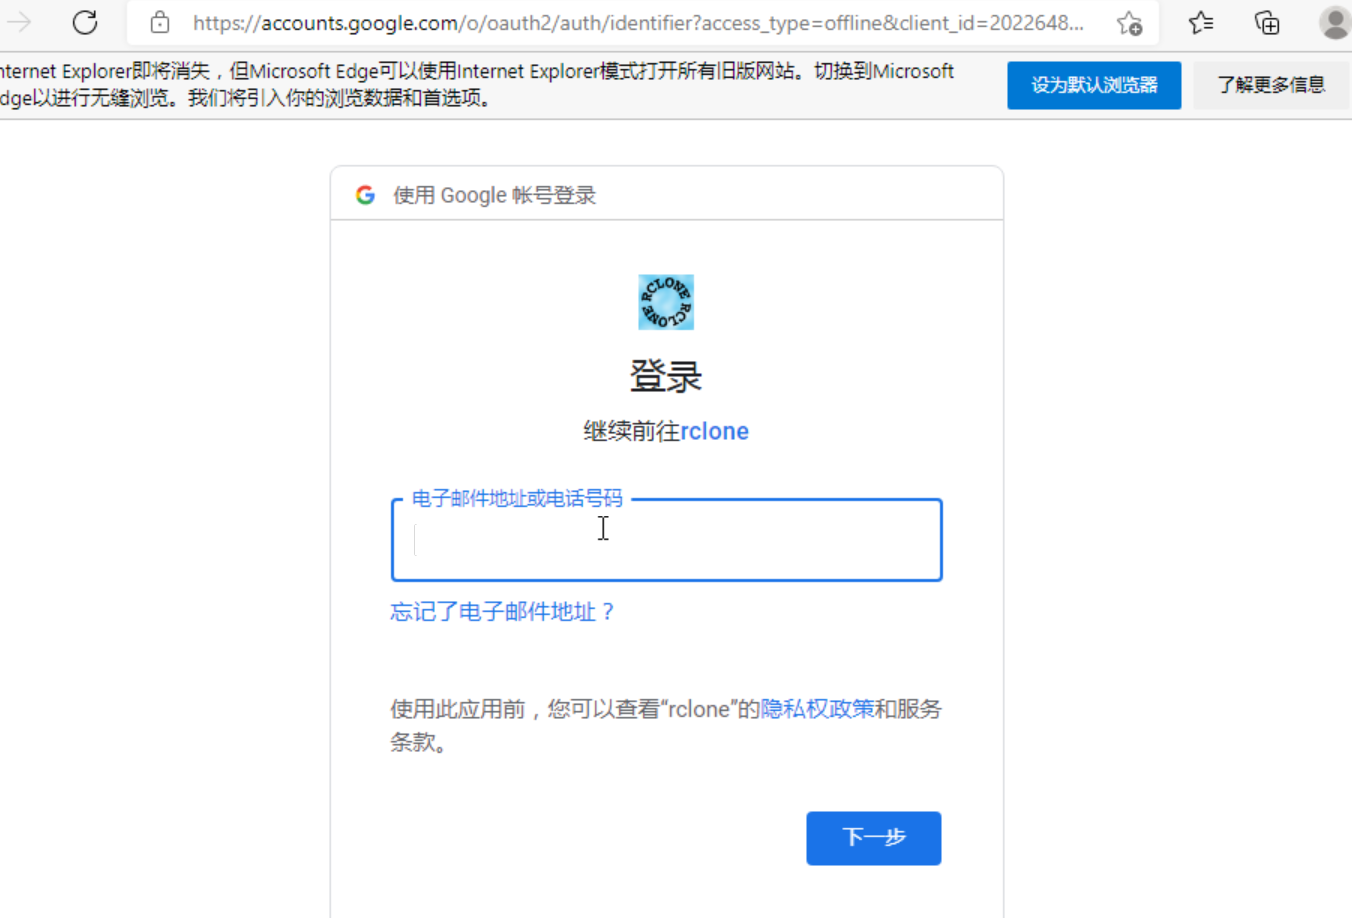 https://accounts.google.com/o/oauth2/auth/identifier?access_type=offline&client_id=2022648...
nternet Explorer即将消失，但Microsoft Edge可以使用Internet Explorer模式打开所有旧版网站。切换到Microsoft
dge以进行无缝浏览。我们将引入你的浏览数据和首选项。
设为默认浏览器
了解更多信息
使用 Google 帐号登录
RCLONE RCLONE
登录
继续前往rclone
电子邮件地址或电话号码
忘记了电子邮件地址？
使用此应用前，您可以查看“rclone”的隐私权政策和服务
条款。
下一步